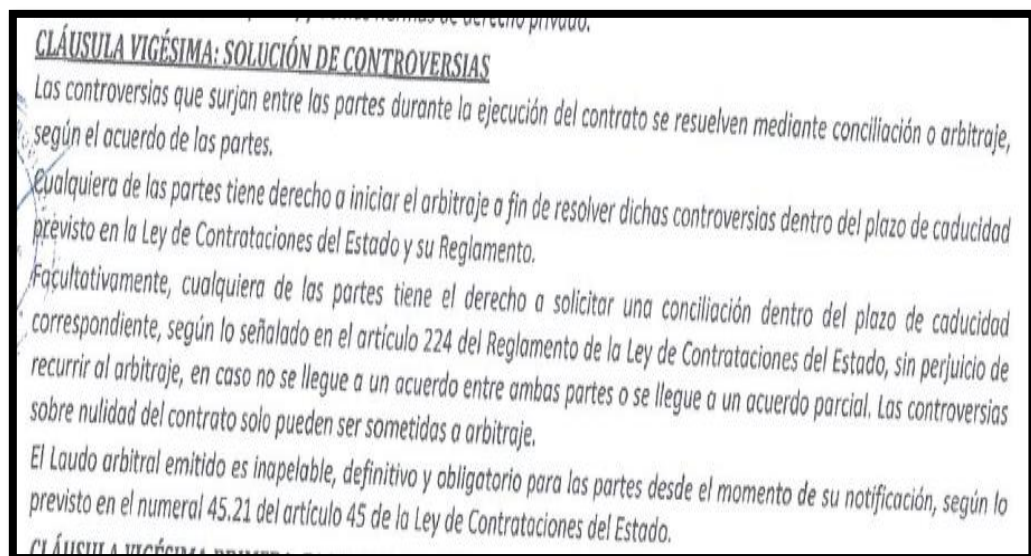 normas de derecho privado.
CLÁUSULA VIGÉSIMA: SOLUCIÓN DE CONTROVERSIAS
Las controversias que surjan entre las partes durante la ejecución del contrato se resuelven mediante conciliación o arbitraje,
según el acuerdo de las partes.
Cualquiera de las partes tiene derecho a iniciar el arbitraje a fin de resolver dichas controversias dentro del plazo de caducidad
previsto en la Ley de Contrataciones del Estado y su Reglamento.
Facultativamente, cualquiera de las partes tiene el derecho a solicitar una conciliación dentro del plazo de caducidad
correspondiente, según lo señalado en el artículo 224 del Reglamento de la Ley de Contrataciones del Estado, sin perjuicio de
recurrir al arbitraje, en caso no se llegue a un acuerdo entre ambas partes o se llegue a un acuerdo parcial. Las controversias
sobre nulidad del contrato solo pueden ser sometidas a arbitraje.
El Laudo arbitral emitido es inapelable, definitivo y obligatorio para las partes desde el momento de su notificación, según lo
previsto en el numeral 45.21 del artículo 45 de la Ley de Contrataciones del Estado.
CLÁUSULA VIGÉSIMA PRIMERA: